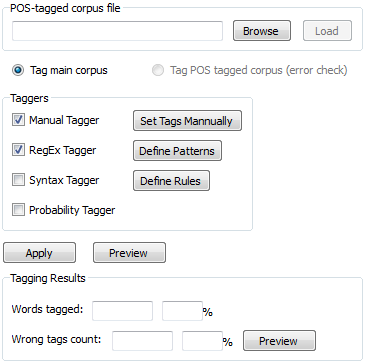 POS-tagged corpus file
Browse Load
Tag main corpus Tag POS tagged corpus (error check)
Taggers
Manual Tagger Set Tags Mannually
RegEx Tagger Define Patterns
Syntax Tagger Define Rules
Probability Tagger
Apply Preview
Tagging Results
Words tagged: %
Wrong tags count: % Preview